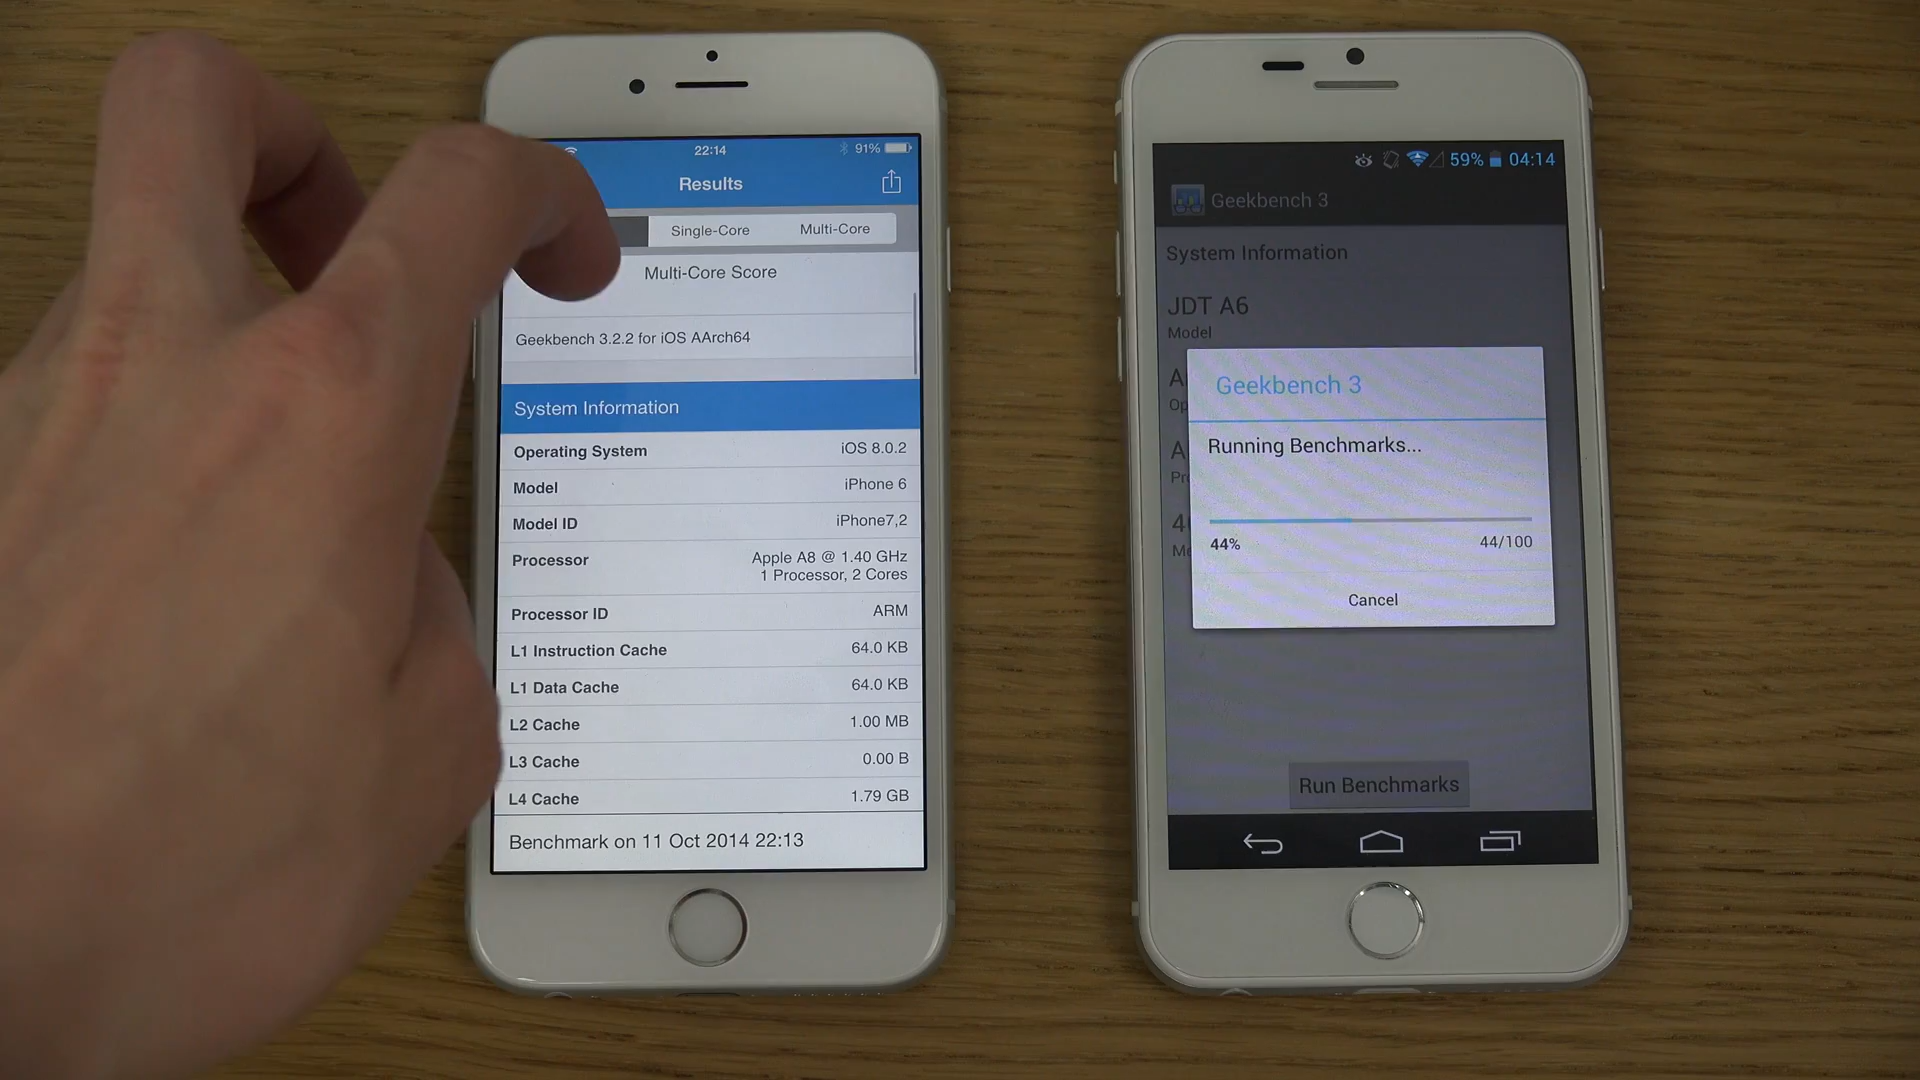 22:14
91%
Results
Single-Core
Multi-Core
Multi-Core Score
Geekbench 3.2.2 for iOS AArch64
System Information
Operating System
iOS 8.0.2
Model
iPhone 6
Model ID
iPhone7,2
Processor
Apple A8 @ 1.40 GHz
1 Processor, 2 Cores
Processor ID
ARM
L1 Instruction Cache
64.0 KB
L1 Data Cache
64.0 KB
L2 Cache
1.00 MB
L3 Cache
0.00 B
L4 Cache
1.79 GB
Benchmark on 11 Oct 2014 22:13
59%
04:14
Geekbench 3
System Information
JDT A6
Model
Geekbench 3
Running Benchmarks...
44%
44/100
Cancel
Run Benchmarks